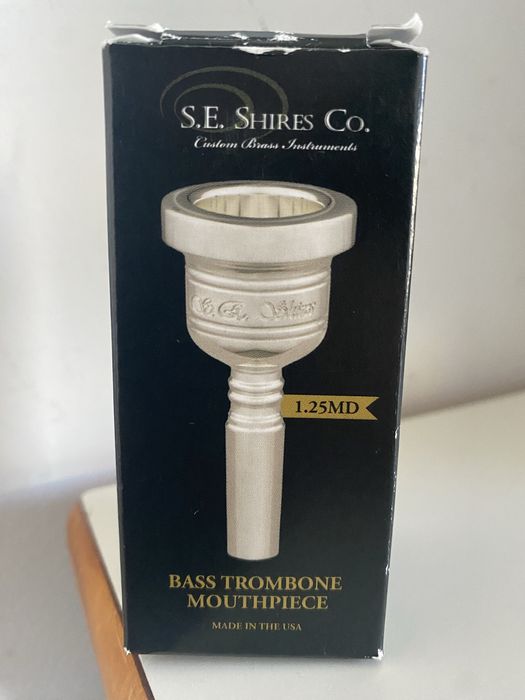 S.E. SHIRES CO.
Custom Brass Instruments
S. E. Shires
1.25MD
BASS TROMBONE
MOUTHPIECE
MADE IN THE USA